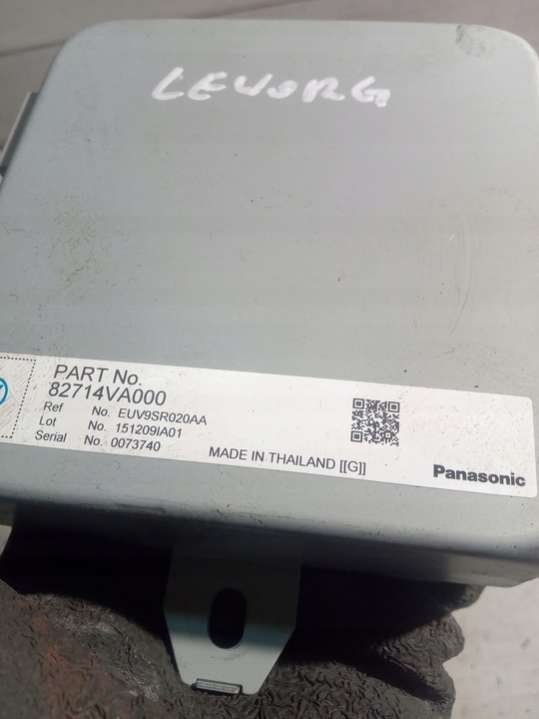 LEVORG
PART No.
82714VA000
Ref No. EUV9SR020AA
Lot No. 151209IA01
Serial No. 0073740
MADE IN THAILAND [[G]]
Panasonic